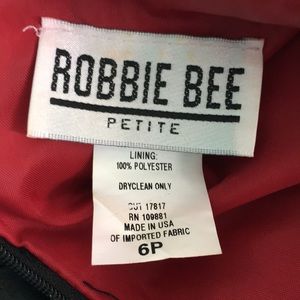 ROBBIE BEE
PETITE
LINING:
100% POLYESTER
DRYCLEAN ONLY
CUT 17817
RN 109881
MADE IN USA
OF IMPORTED FABRIC
6P